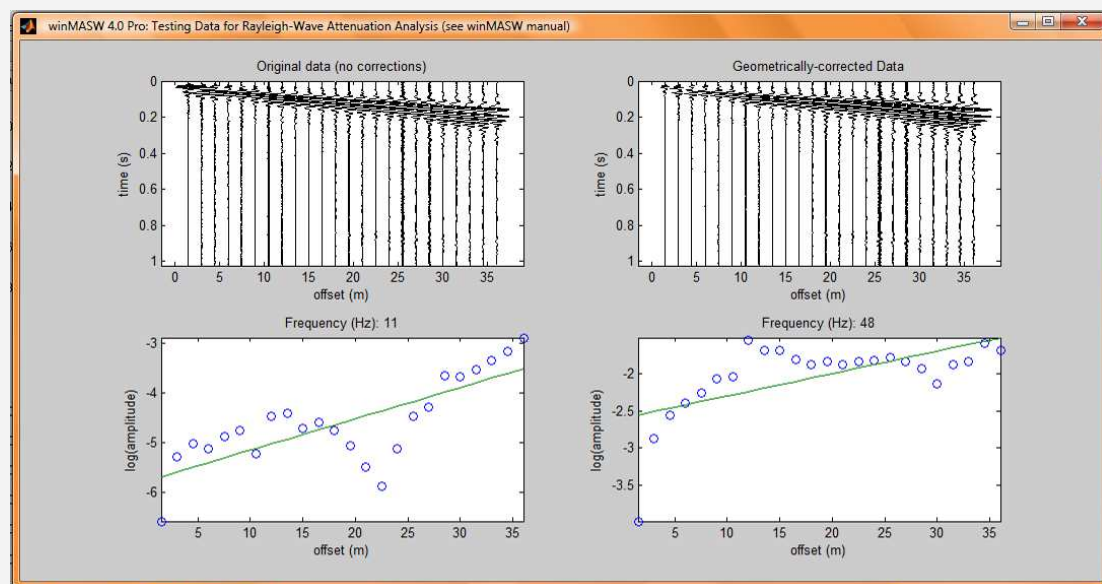 winMASW 4.0 Pro: Testing Data for Rayleigh-Wave Attenuation Analysis (see winMASW manual)
Original data (no corrections)
0
0.2
0.4
0.6
0.8
1
time (s)
0 5 10 15 20 25 30 35
offset (m)
Geometrically-corrected Data
0
0.2
0.4
0.6
0.8
1
time (s)
0 5 10 15 20 25 30 35
offset (m)
Frequency (Hz): 11
-3
-4
-5
-6
log(amplitude)
5 10 15 20 25 30 35
offset (m)
Frequency (Hz): 48
-2
-2.5
-3
-3.5
log(amplitude)
5 10 15 20 25 30 35
offset (m)